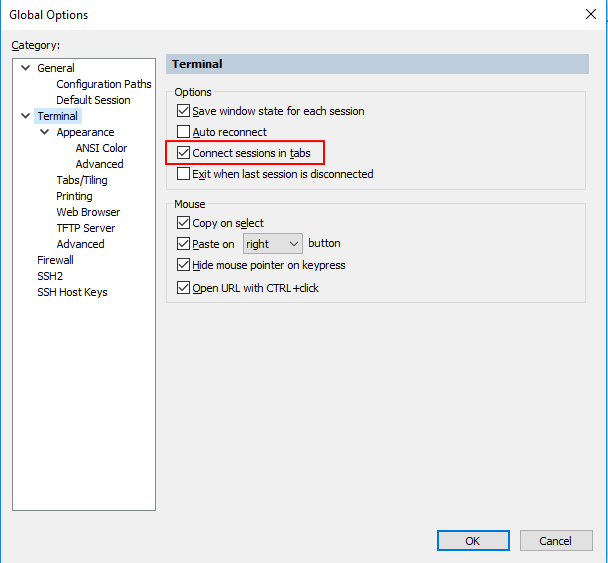 Global Options
Category:
General
Configuration Paths
Default Session
Terminal
Appearance
ANSI Color
Advanced
Tabs/Tiling
Printing
Web Browser
TFTP Server
Advanced
Firewall
SSH2
SSH Host Keys
Terminal
Options
Save window state for each session
Auto reconnect
Connect sessions in tabs
Exit when last session is disconnected
Mouse
Copy on select
Paste on right button
Hide mouse pointer on keypress
Open URL with CTRL+click
OK Cancel